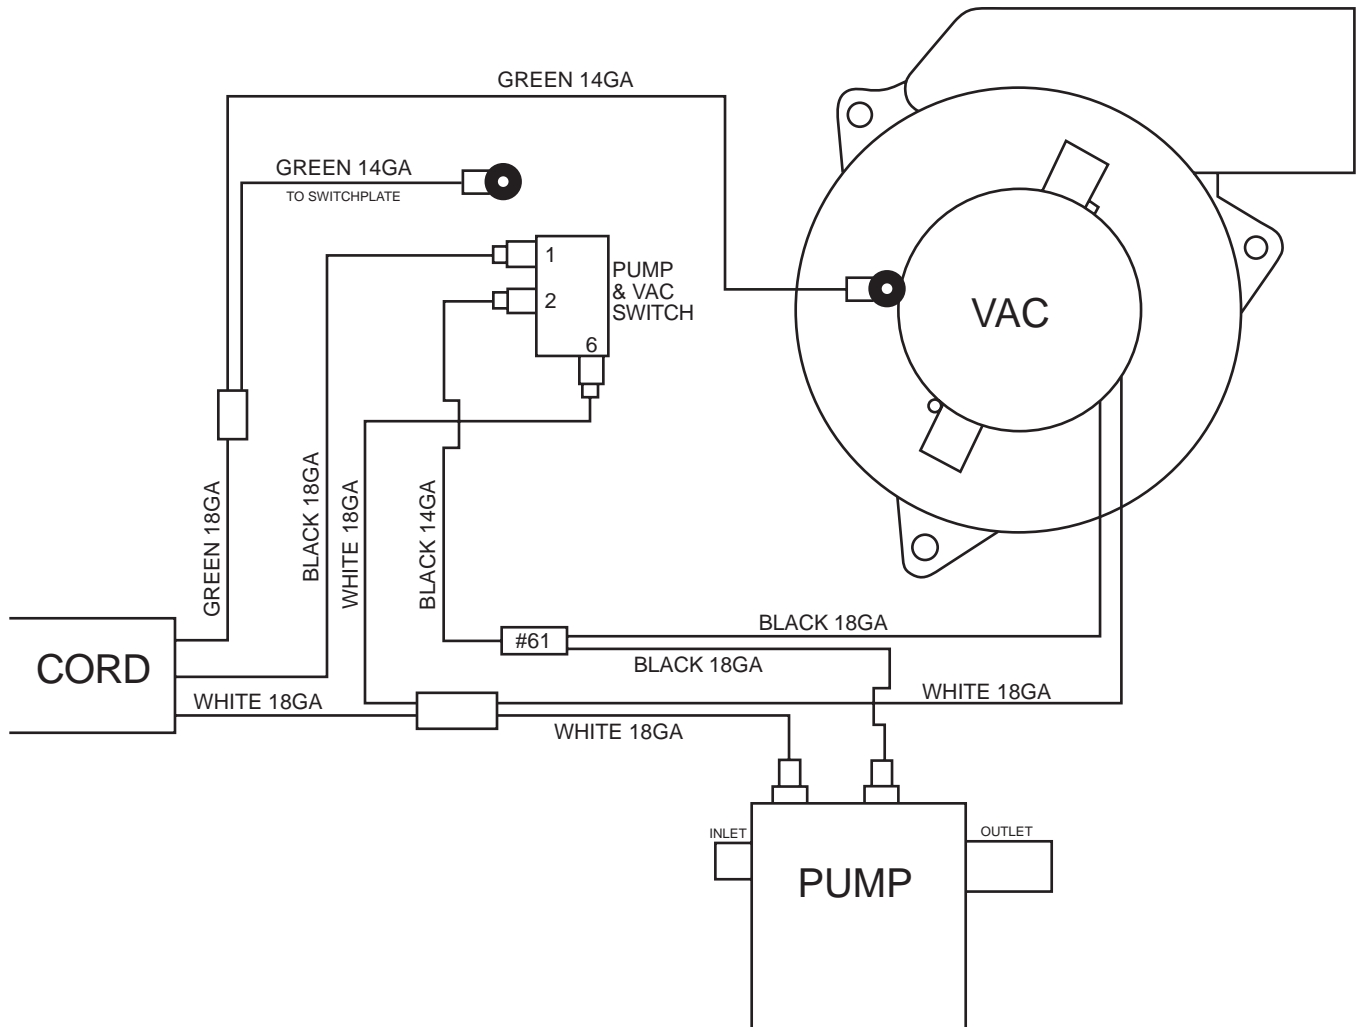 GREEN 14GA
GREEN 14GA
TO SWITCHPLATE
1
2
6
PUMP
& VAC
SWITCH
VAC
GREEN 18GA
BLACK 18GA
WHITE 18GA
BLACK 14GA
#61
BLACK 18GA
BLACK 18GA
CORD
WHITE 18GA
WHITE 18GA
WHITE 18GA
INLET
OUTLET
PUMP